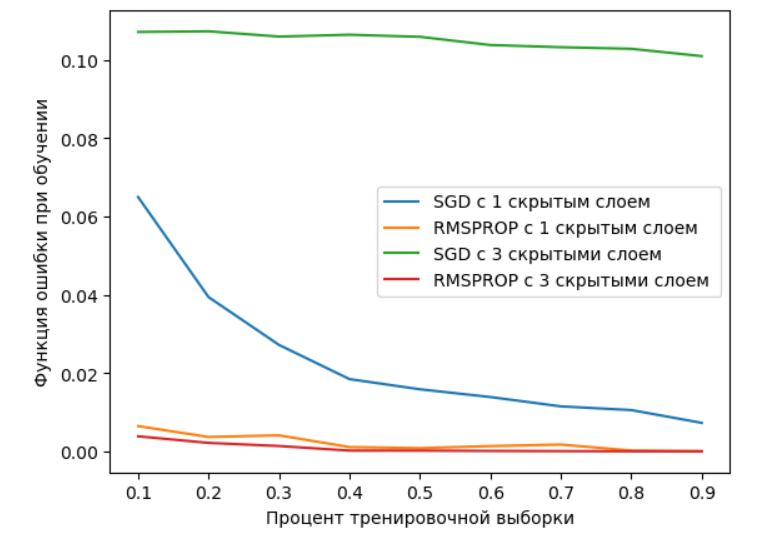 0.10
0.08
0.06
0.04
0.02
0.00
Функция ошибки при обучении
SGD с 1 скрытым слоем
RMSPROP с 1 скрытым слоем
SGD с 3 скрытыми слоем
RMSPROP с 3 скрытыми слоем
0.1 0.2 0.3 0.4 0.5 0.6 0.7 0.8 0.9
Процент тренировочной выборки